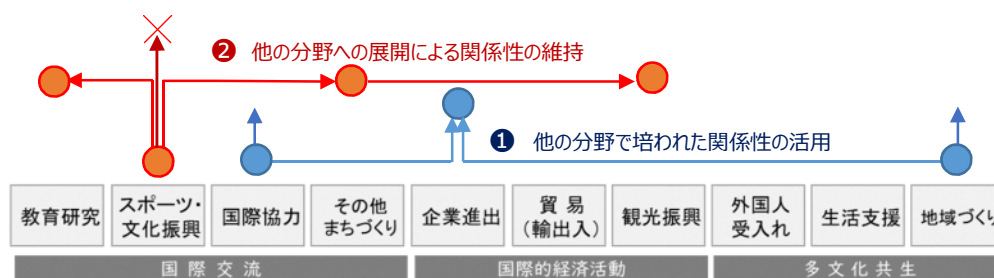 ❷ 他の分野への展開による関係性の維持
❶ 他の分野で培われた関係性の活用
教育研究
スポーツ・
文化振興
国際協力
その他
まちづくり
企業進出
貿 易
(輸出入)
観光振興
外国人
受入れ
生活支援
地域づくり
国 際 交 流
国際的経済活動
多 文 化 共 生